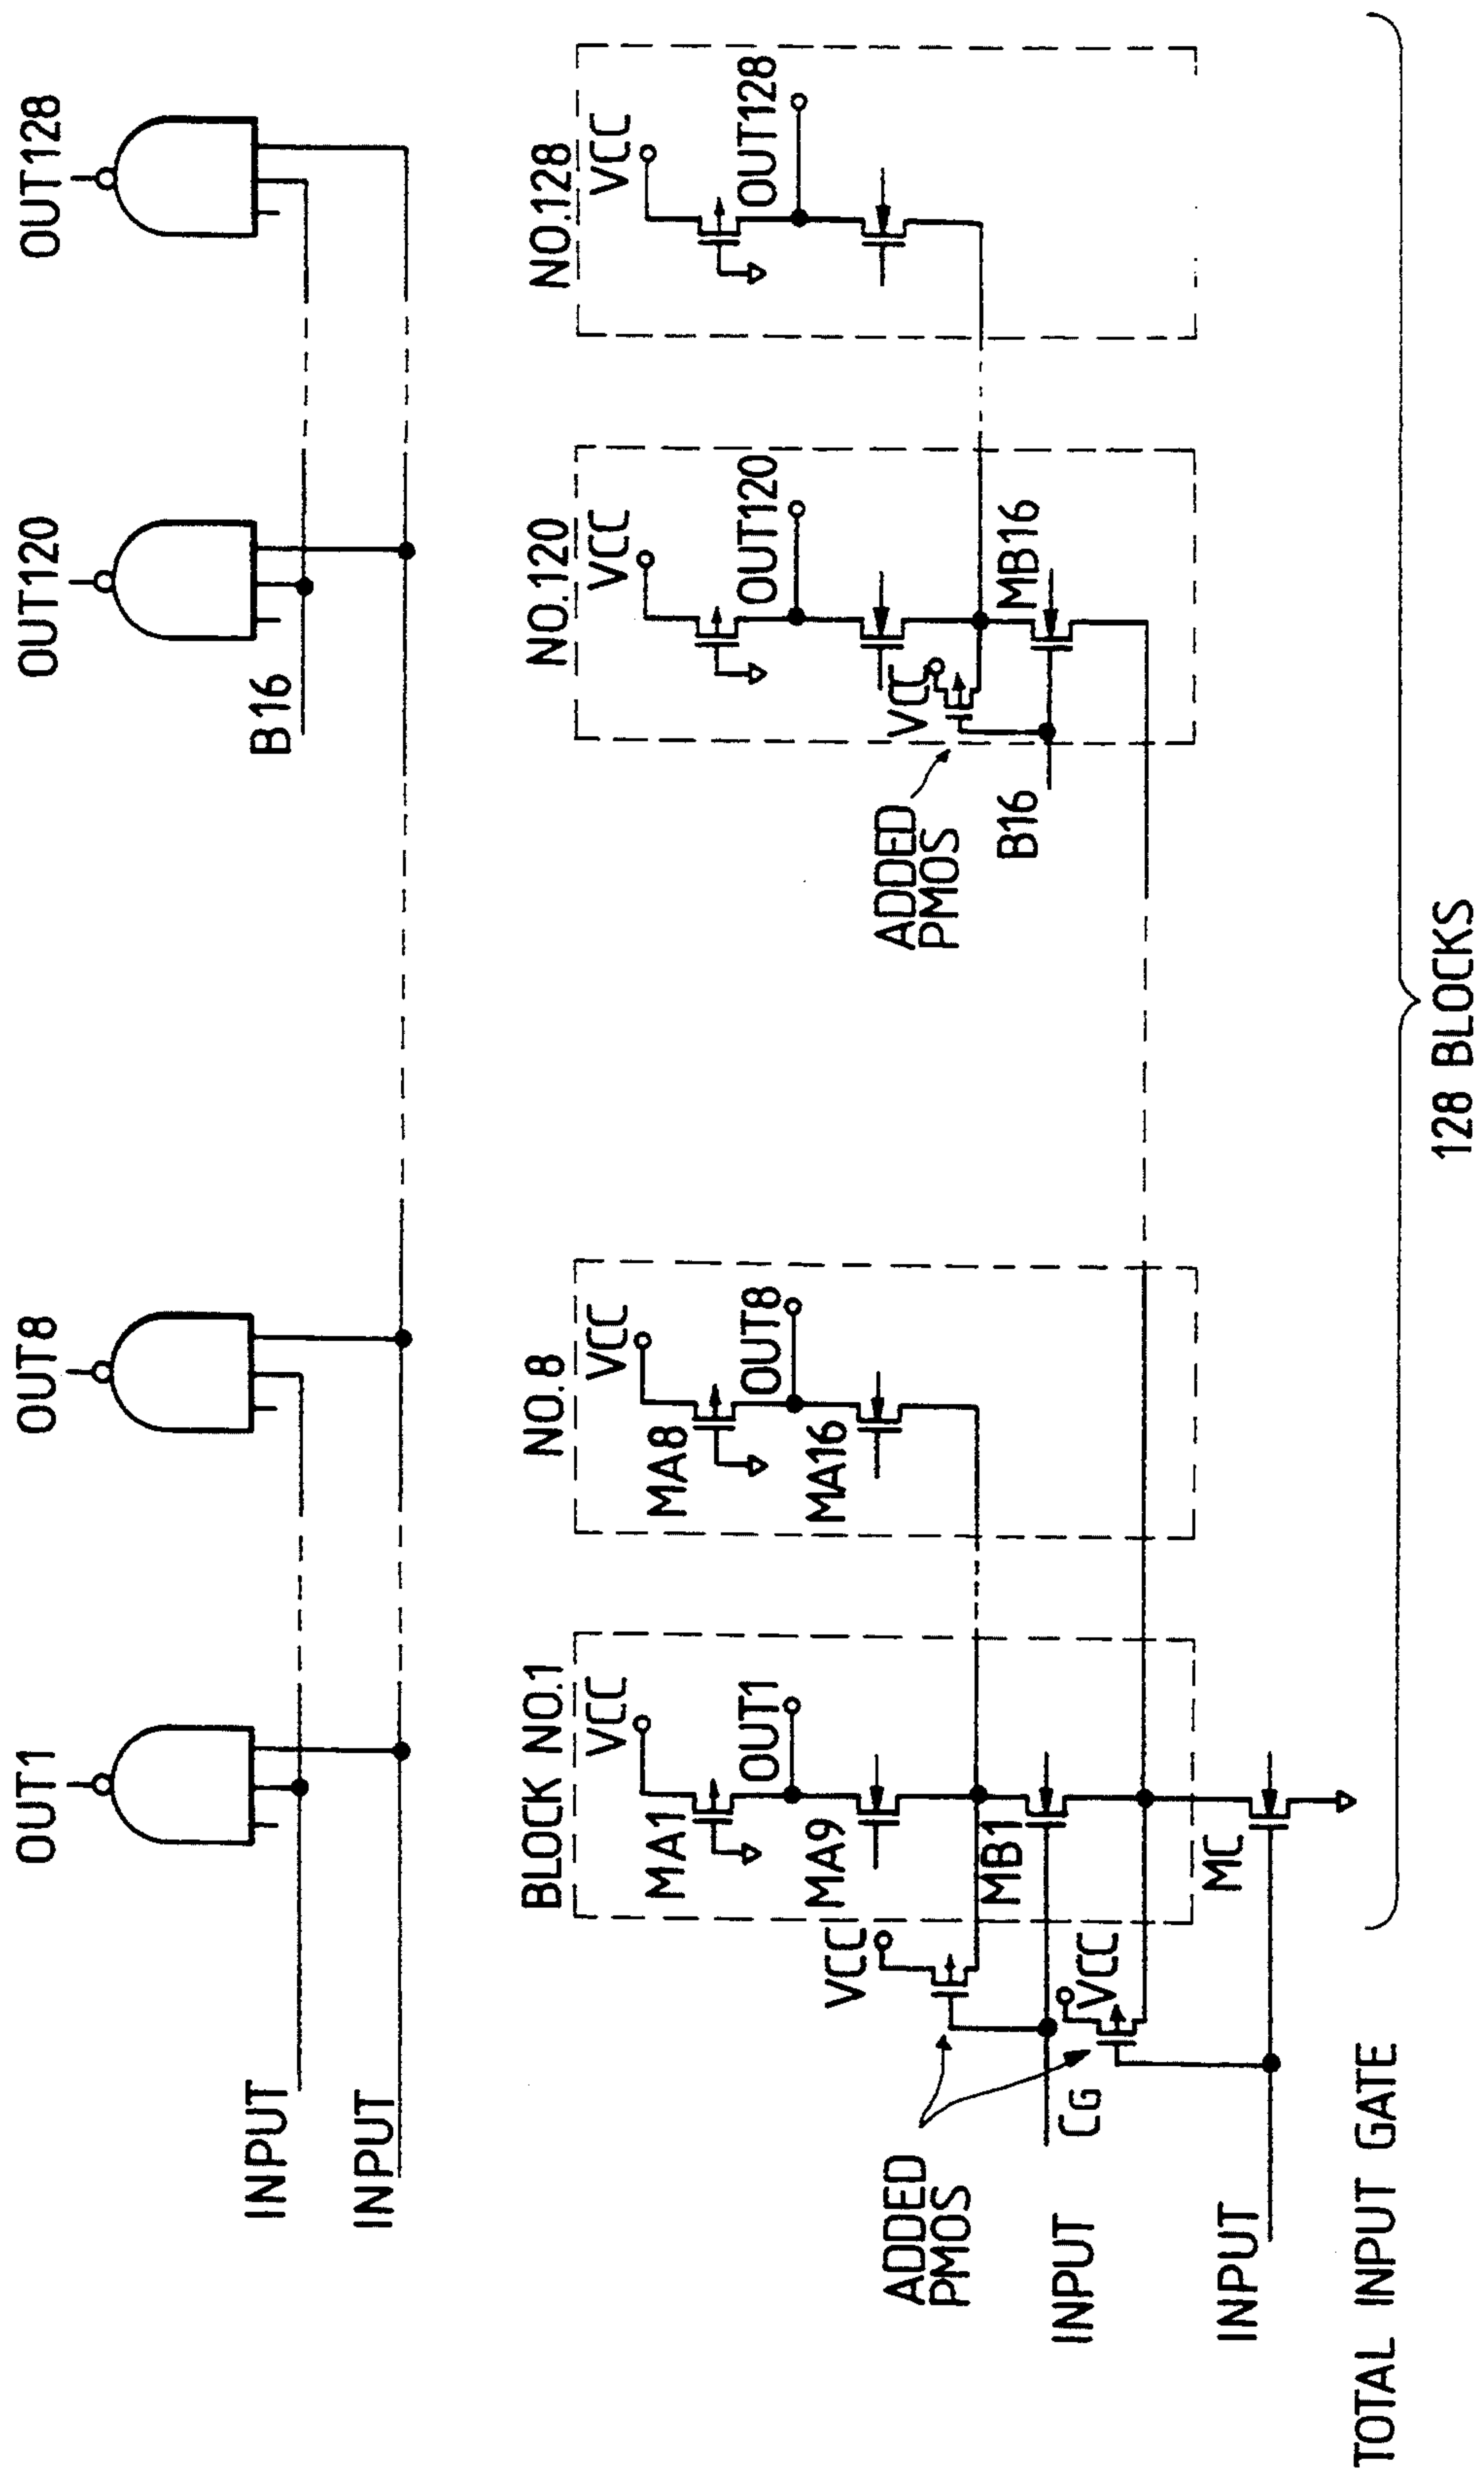 OUT1
OUT8
OUT120
OUT128
INPUT
B16
INPUT
BLOCK NO.1
NO.8
NO.120
NO.128
VCC
VCC
VCC
VCC
MA1
OUT1
MA8
OUT8
OUT120
OUT128
MA9
MA16
VCC
VCC
ADDED
PMOS
MB1
MB16
B16
ADDED
PMOS
INPUT
CG
VCC
MC
INPUT
TOTAL INPUT GATE
128 BLOCKS